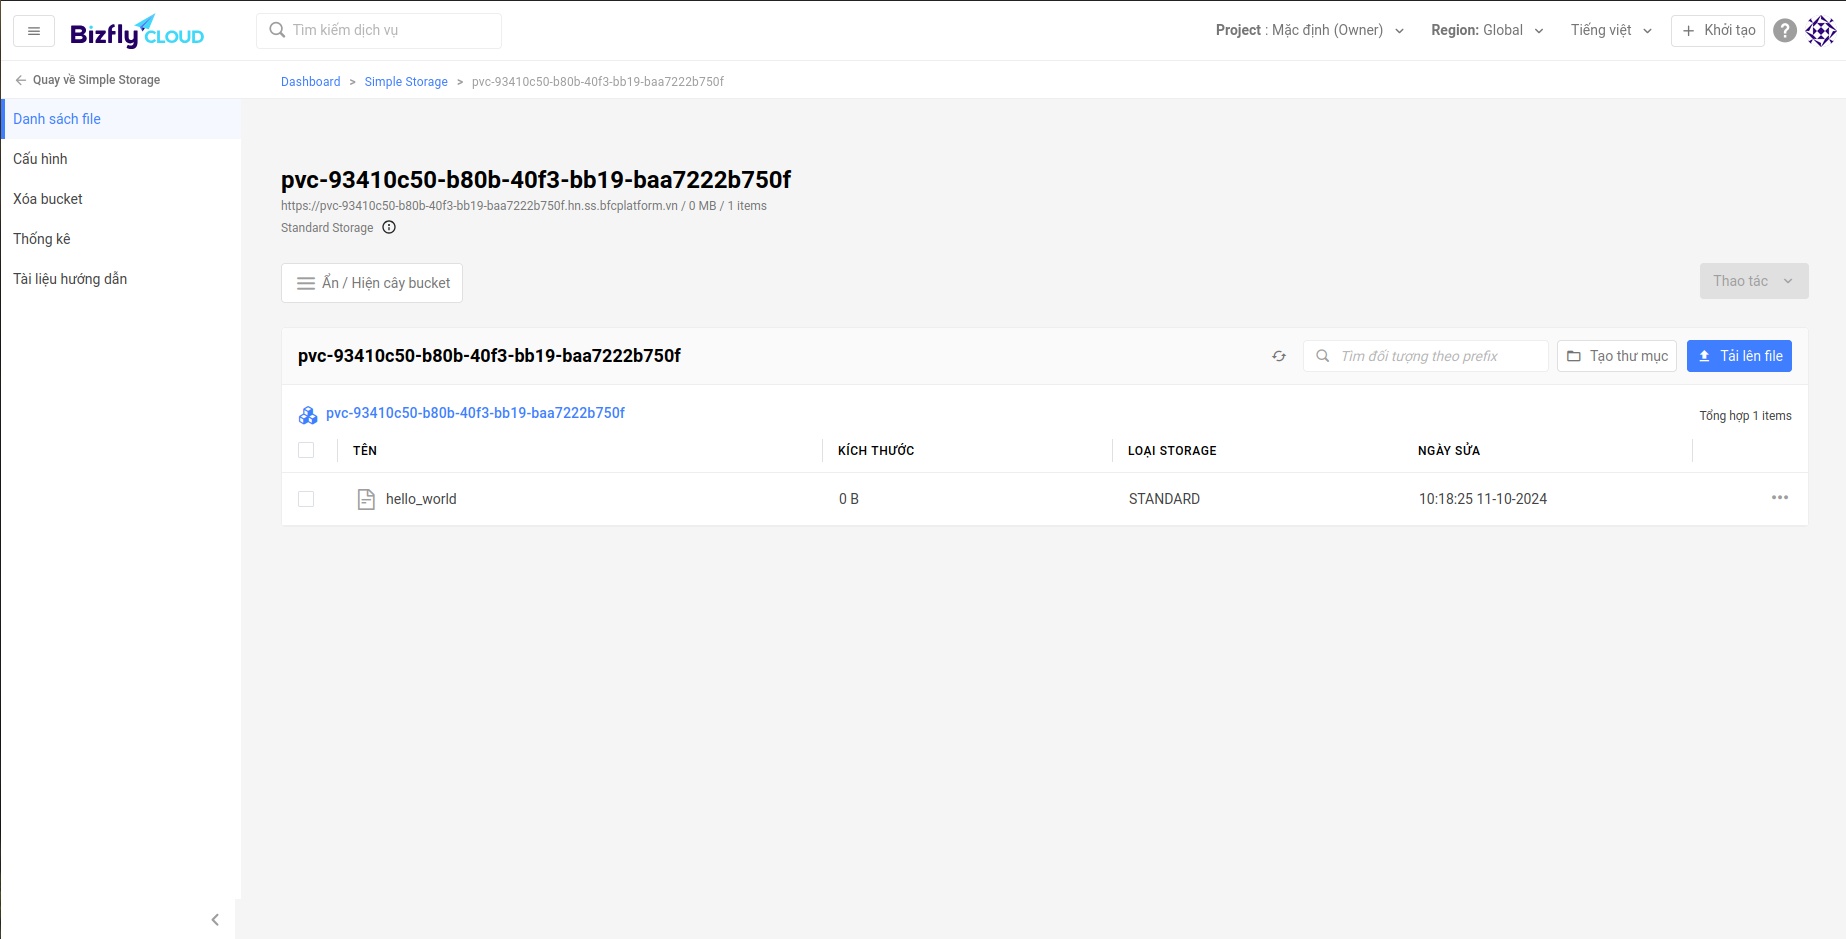 Bizfly CLOUD
Tìm kiếm dịch vụ
Project : Mặc định (Owner)
Region: Global
Tiếng việt
Khởi tạo
?
Quay về Simple Storage
Dashboard > Simple Storage > pvc-93410c50-b80b-40f3-bb19-baa7222b750f
Danh sách file
Cấu hình
Xóa bucket
Thống kê
Tài liệu hướng dẫn
pvc-93410c50-b80b-40f3-bb19-baa7222b750f
https://pvc-93410c50-b80b-40f3-bb19-baa7222b750f.hn.ss.bfcplatform.vn / 0 MB / 1 items
Standard Storage
Ẩn / Hiện cây bucket
Thao tác
pvc-93410c50-b80b-40f3-bb19-baa7222b750f
Tìm đối tượng theo prefix
Tạo thư mục
Tải lên file
pvc-93410c50-b80b-40f3-bb19-baa7222b750f
Tổng hợp 1 items
TÊN KÍCH THƯỚC LOẠI STORAGE NGÀY SỬA
hello_world 0 B STANDARD 10:18:25 11-10-2024